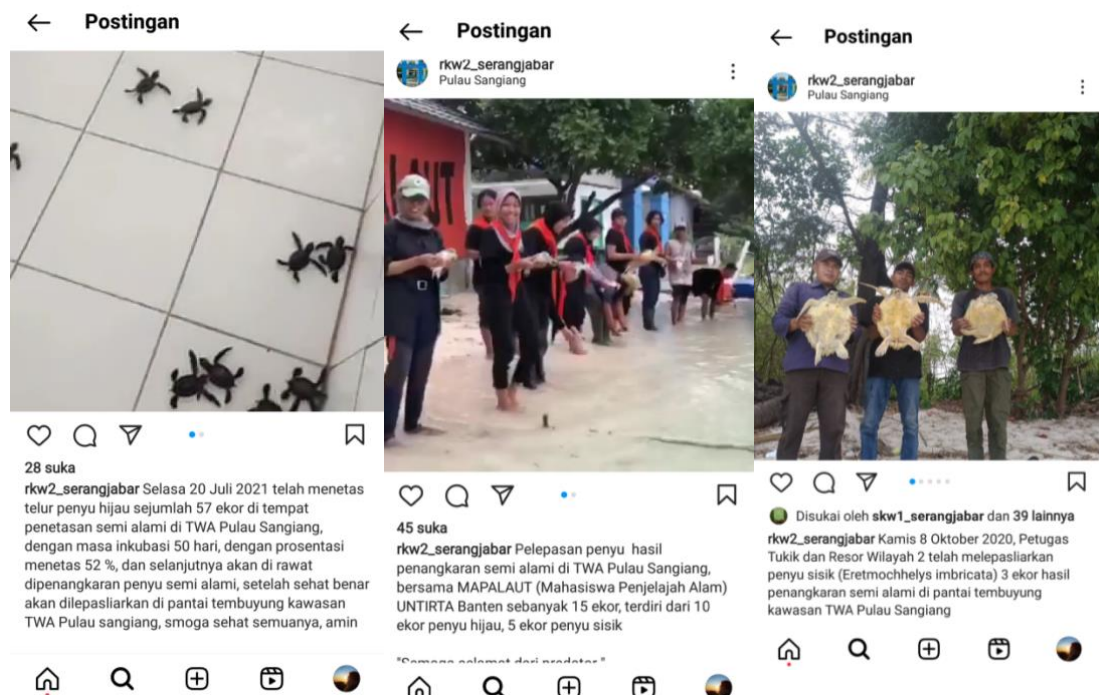 Postingan
28 suka
rkw2_serangjabar Selasa 20 Juli 2021 telah menetas
telur penyu hijau sejumlah 57 ekor di tempat
penetasan semi alami di TWA Pulau Sangiang,
dengan masa inkubasi 50 hari, dengan prosentasi
menetas 52 %, dan selanjutnya akan di rawat
dipenangkaran penyu semi alami, setelah sehat benar
akan dilepasliarkan di pantai tembuyung kawasan
TWA Pulau sangiang, smoga sehat semuanya, amin
Postingan
rkw2_serangjabar
Pulau Sangiang
LAUT
45 suka
rkw2_serangjabar Pelepasan penyu hasil
penangkaran semi alami di TWA Pulau Sangiang,
bersama MAPALAUT (Mahasiswa Penjelajah Alam)
UNTIRTA Banten sebanyak 15 ekor, terdiri dari 10
ekor penyu hijau, 5 ekor penyu sisik
"Semoga selamat dari predator "
Postingan
rkw2_serangjabar
Pulau Sangiang
Disukai oleh skw1_serangjabar dan 39 lainnya
rkw2_serangjabar Kamis 8 Oktober 2020, Petugas
Tukik dan Resor Wilayah 2 telah melepasliarkan
penyu sisik (Eretmochhelys imbricata) 3 ekor hasil
penangkaran semi alami di pantai tembuyung
kawasan TWA Pulau Sangiang